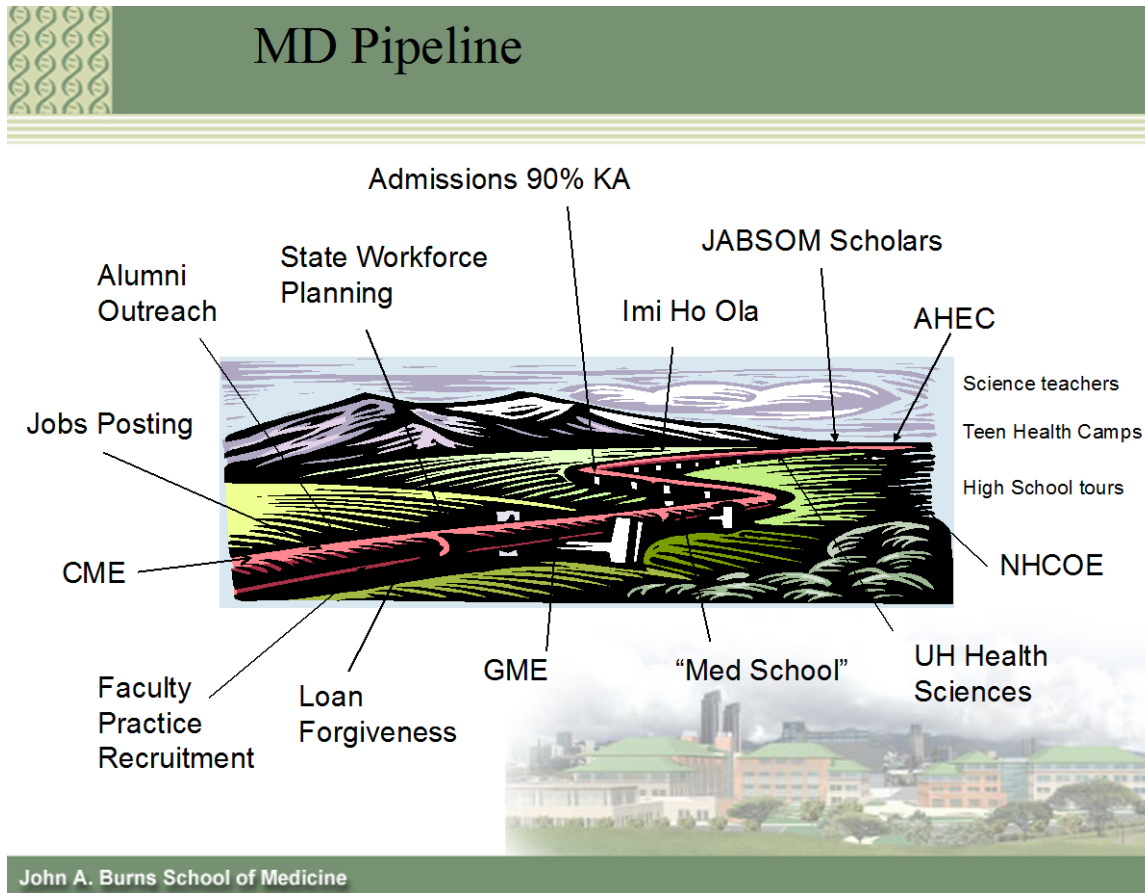 MD Pipeline
Admissions 90% KA
JABSOM Scholars
State Workforce
Planning
Alumni
Outreach
Imi Ho Ola
AHEC
Science teachers
Jobs Posting
Teen Health Camps
High School tours
CME
NHCOE
GME
“Med School”
UH Health
Sciences
Faculty
Practice
Recruitment
Loan
Forgiveness
John A. Burns School of Medicine